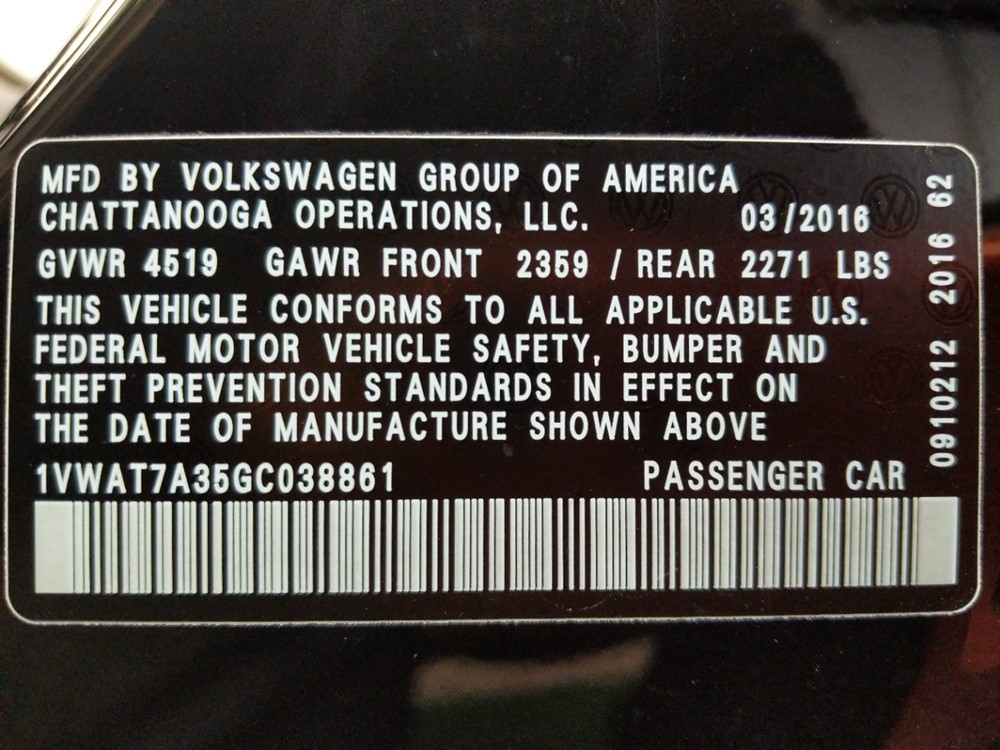 MFD BY VOLKSWAGEN GROUP OF AMERICA
CHATTANOOGA OPERATIONS, LLC. 03/2016
GVWR 4519 GAWR FRONT 2359 / REAR 2271 LBS
THIS VEHICLE CONFORMS TO ALL APPLICABLE U.S.
FEDERAL MOTOR VEHICLE SAFETY, BUMPER AND
THEFT PREVENTION STANDARDS IN EFFECT ON
THE DATE OF MANUFACTURE SHOWN ABOVE
1VWAT7A35GC038861 PASSENGER CAR
0910212 2016 62